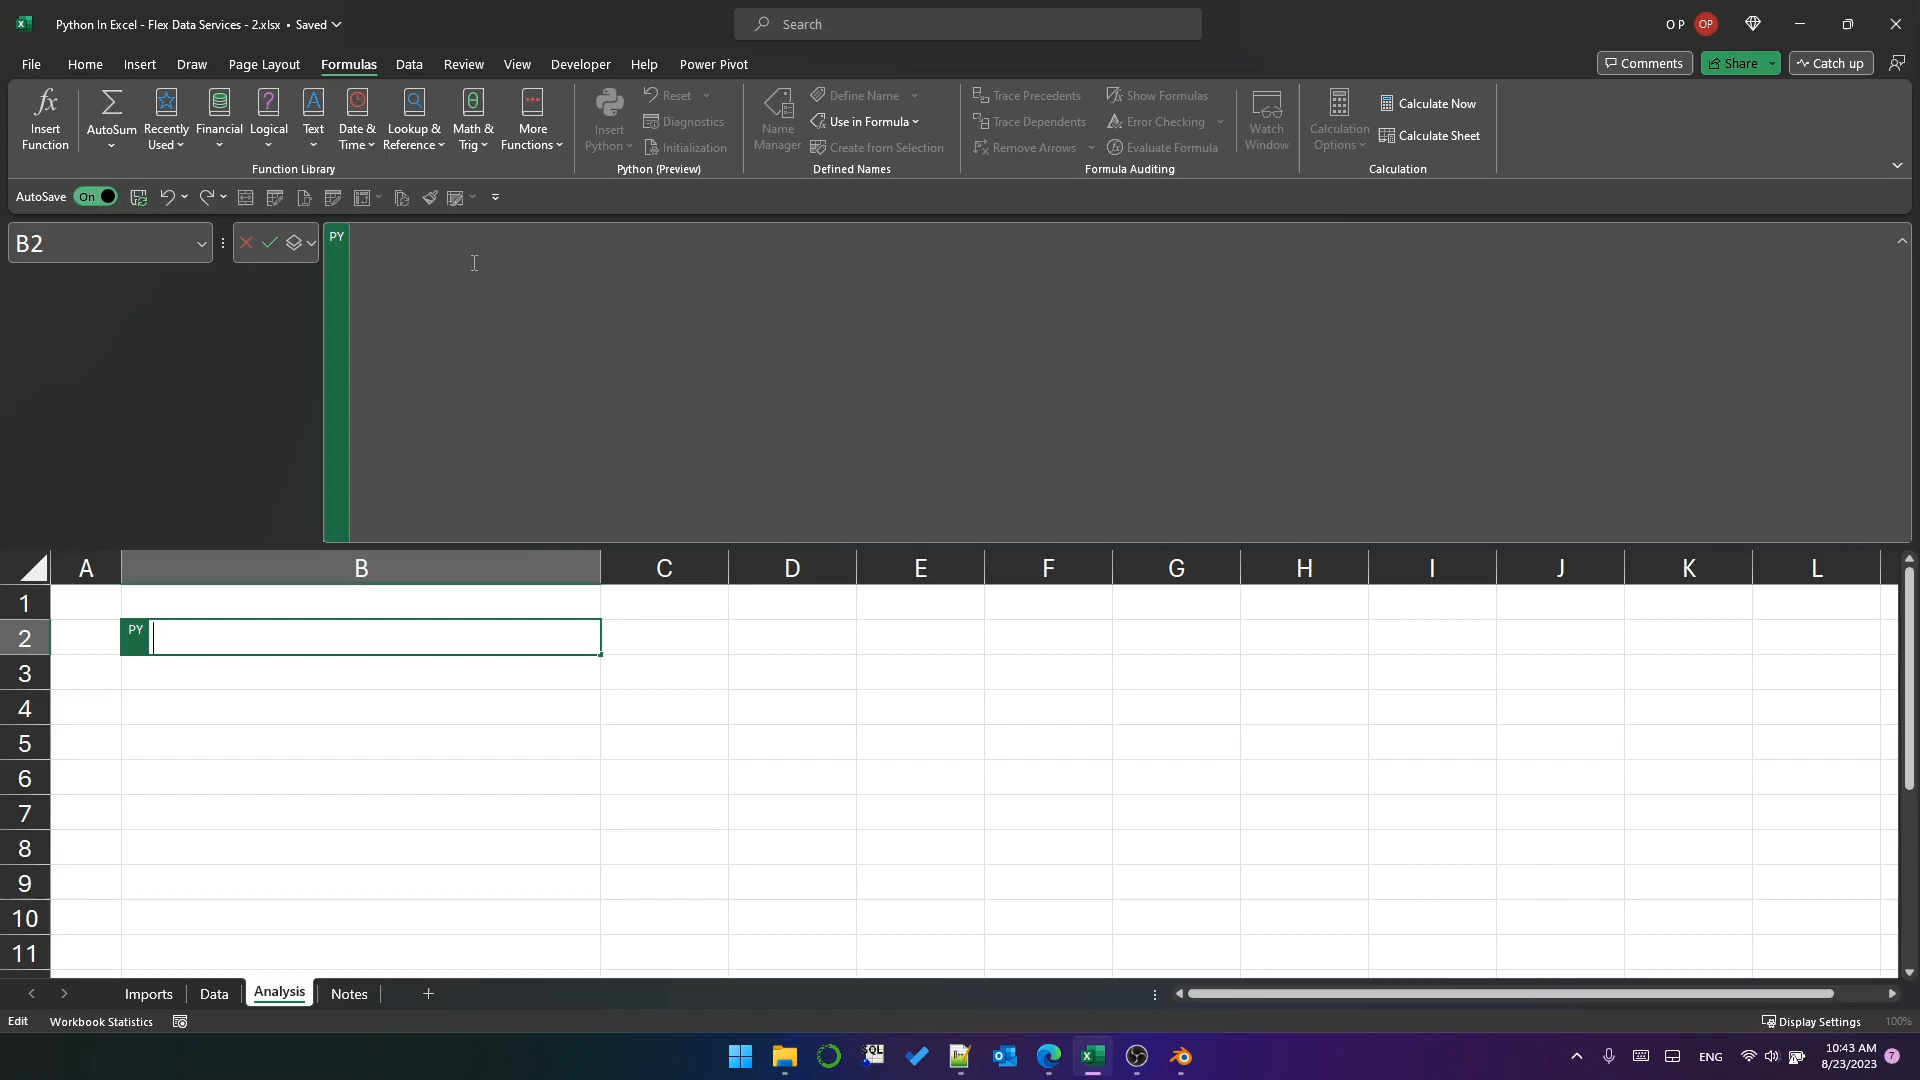 Python In Excel - Flex Data Services - 2.xlsx • Saved
Search
O P
OP
File
Home
Insert
Draw
Page Layout
Formulas
Data
Review
View
Developer
Help
Power Pivot
Comments
Share
Catch up
Insert
Function
AutoSum
Recently
Used
Financial
Logical
Text
Date &
Time
Lookup &
Reference
Math &
Trig
More
Functions
Function Library
Insert
Python
Reset
Diagnostics
Initialization
Python (Preview)
Name
Manager
Define Name
Use in Formula
Create from Selection
Defined Names
Trace Precedents
Trace Dependents
Remove Arrows
Show Formulas
Error Checking
Evaluate Formula
Formula Auditing
Watch
Window
Calculation
Options
Calculate Now
Calculate Sheet
Calculation
AutoSave
On
B2
PY
A B C D E F G H I J K L
1
2
PY
3
4
5
6
7
8
9
10
11
Imports
Data
Analysis
Notes
Edit
Workbook Statistics
Display Settings
100%
SQL
ENG
10:43 AM
8/23/2023
7